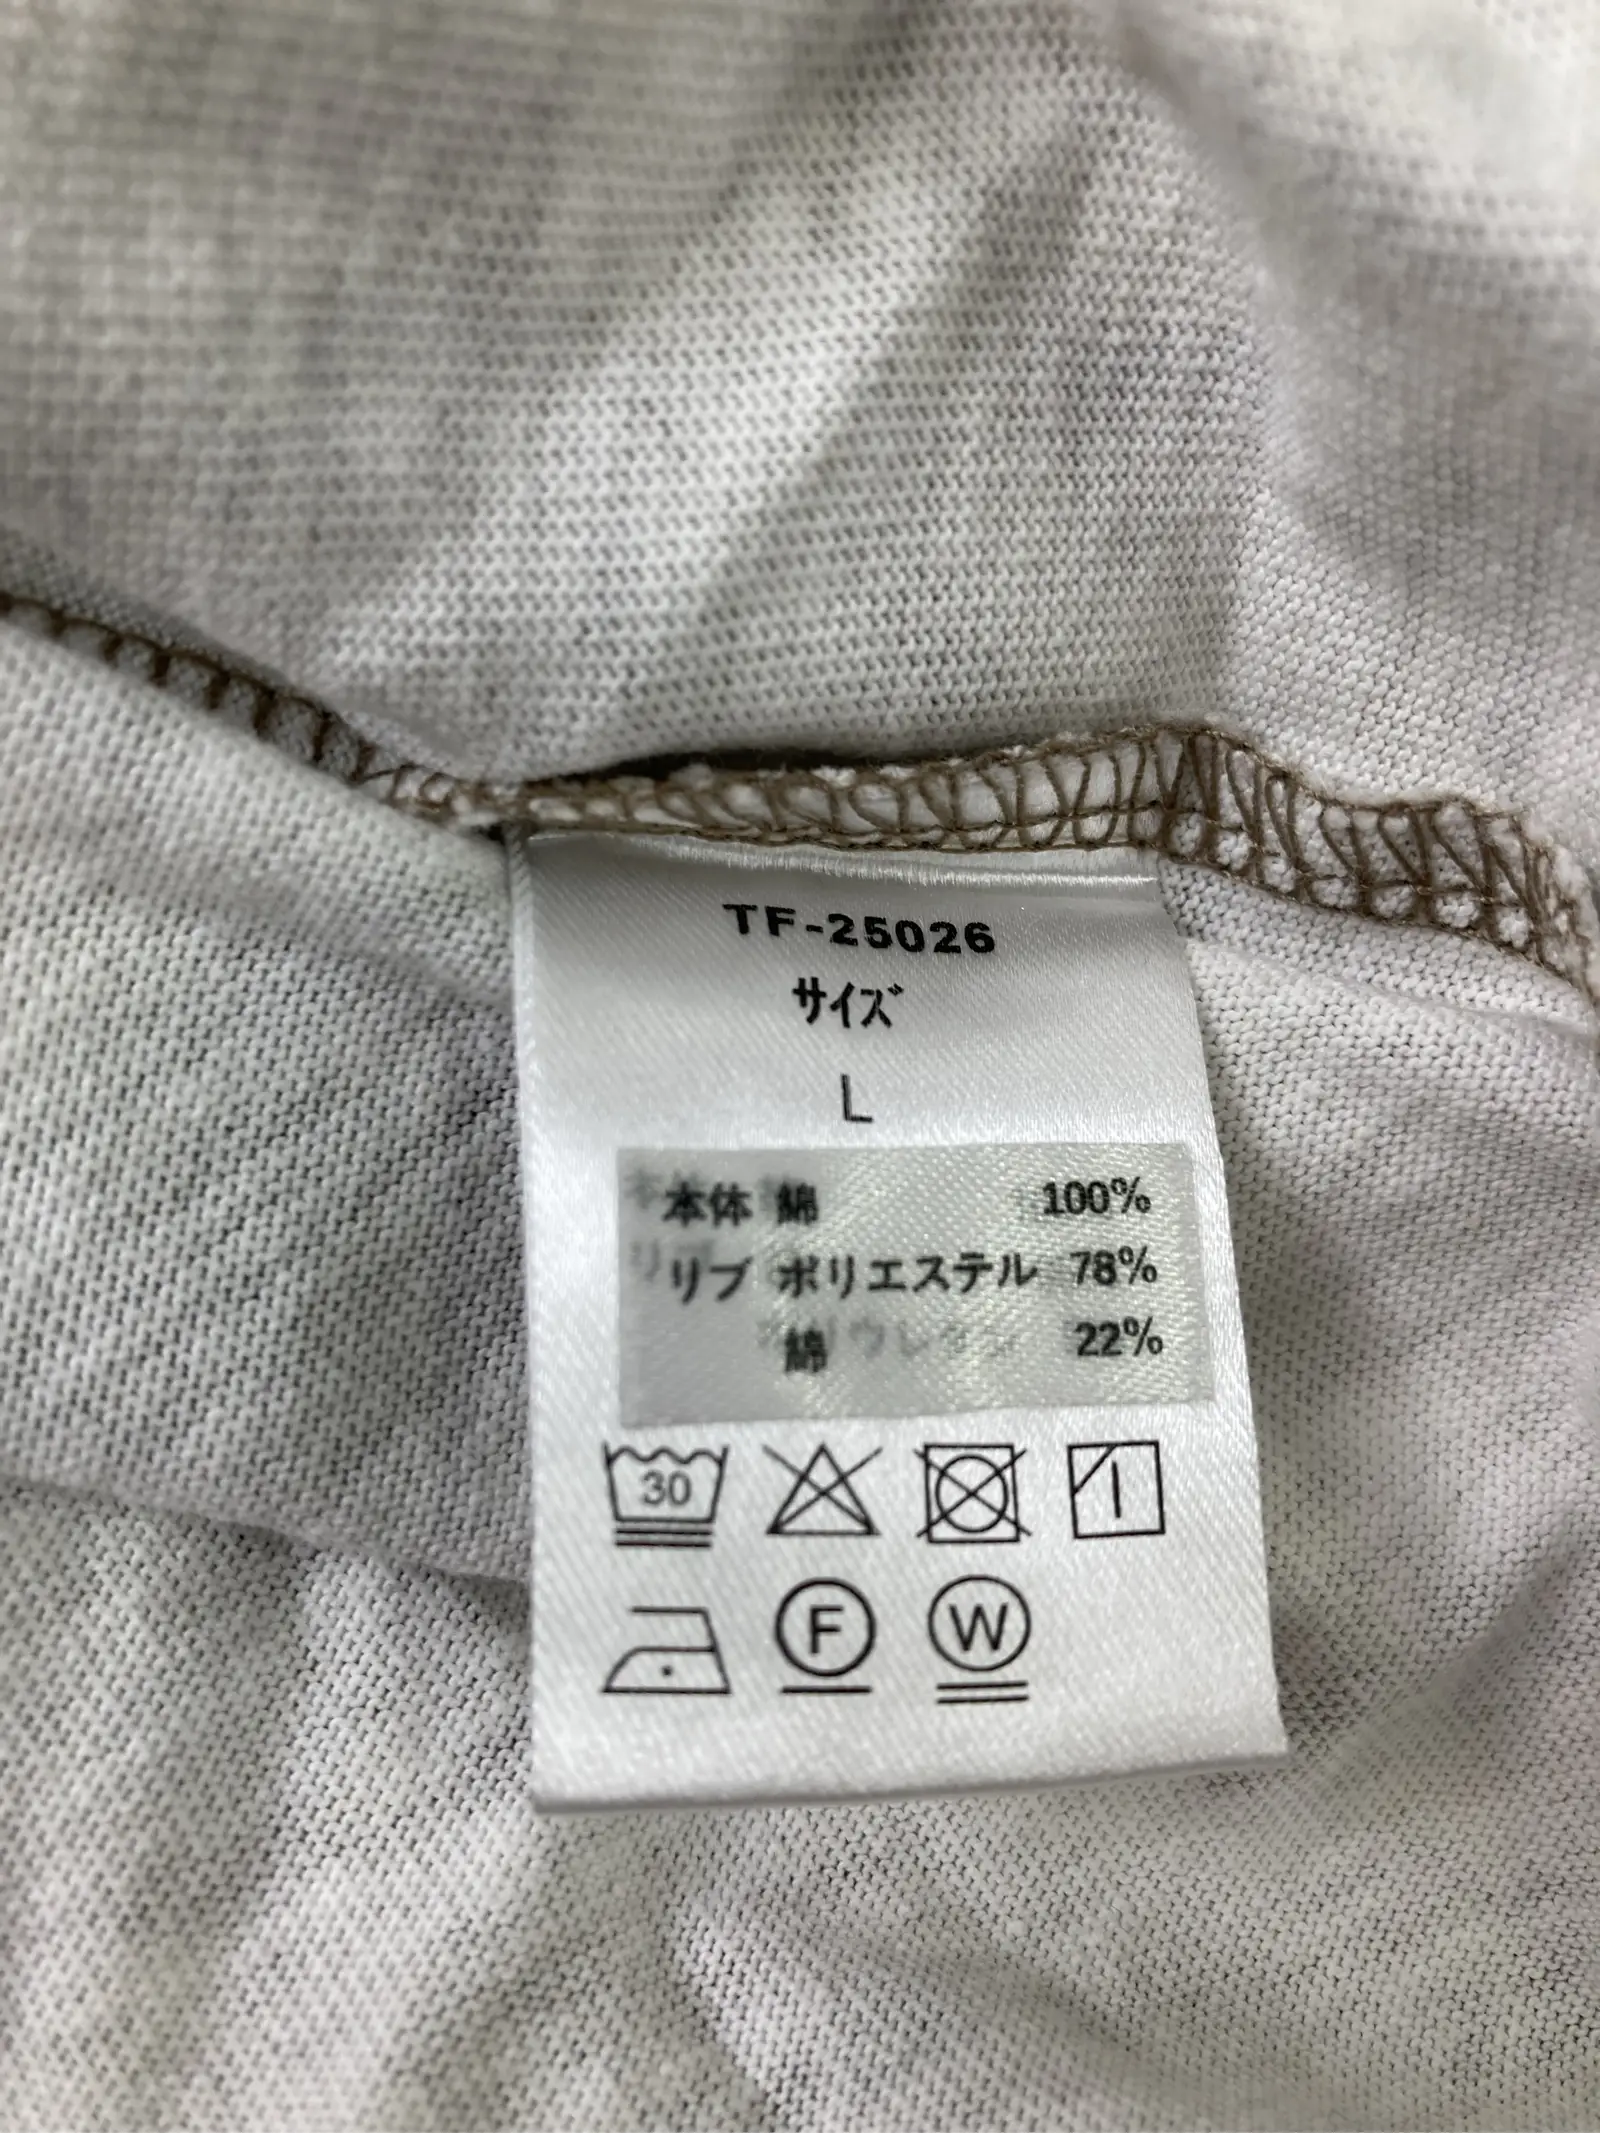 TF-25026
サイズ
L
本体 綿 100%
リブ ポリエステル 78%
綿 22%
30
F W